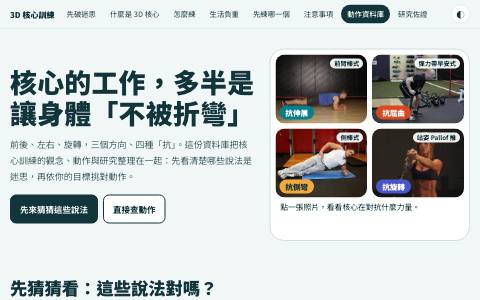 3D 核心訓練
先破迷思
什麼是 3D 核心
怎麼練
生活負重
先練哪一個
注意事項
動作資料庫
研究佐證
核心的工作，多半是
讓身體「不被折彎」
前後、左右、旋轉，三個方向、四種「抗」。這份資料庫把核
心訓練的觀念、動作與研究整理在一起：先看清楚哪些說法是
迷思，再依你的目標挑對動作。
先來猜猜這些說法
直接查動作
前臂棒式
抗伸展
彈力帶早安式
抗屈曲
側棒式
抗側彎
站姿 Pallof 推
抗旋轉
點一張照片，看看核心在對抗什麼力量。
先猜猜看：這些說法對嗎？